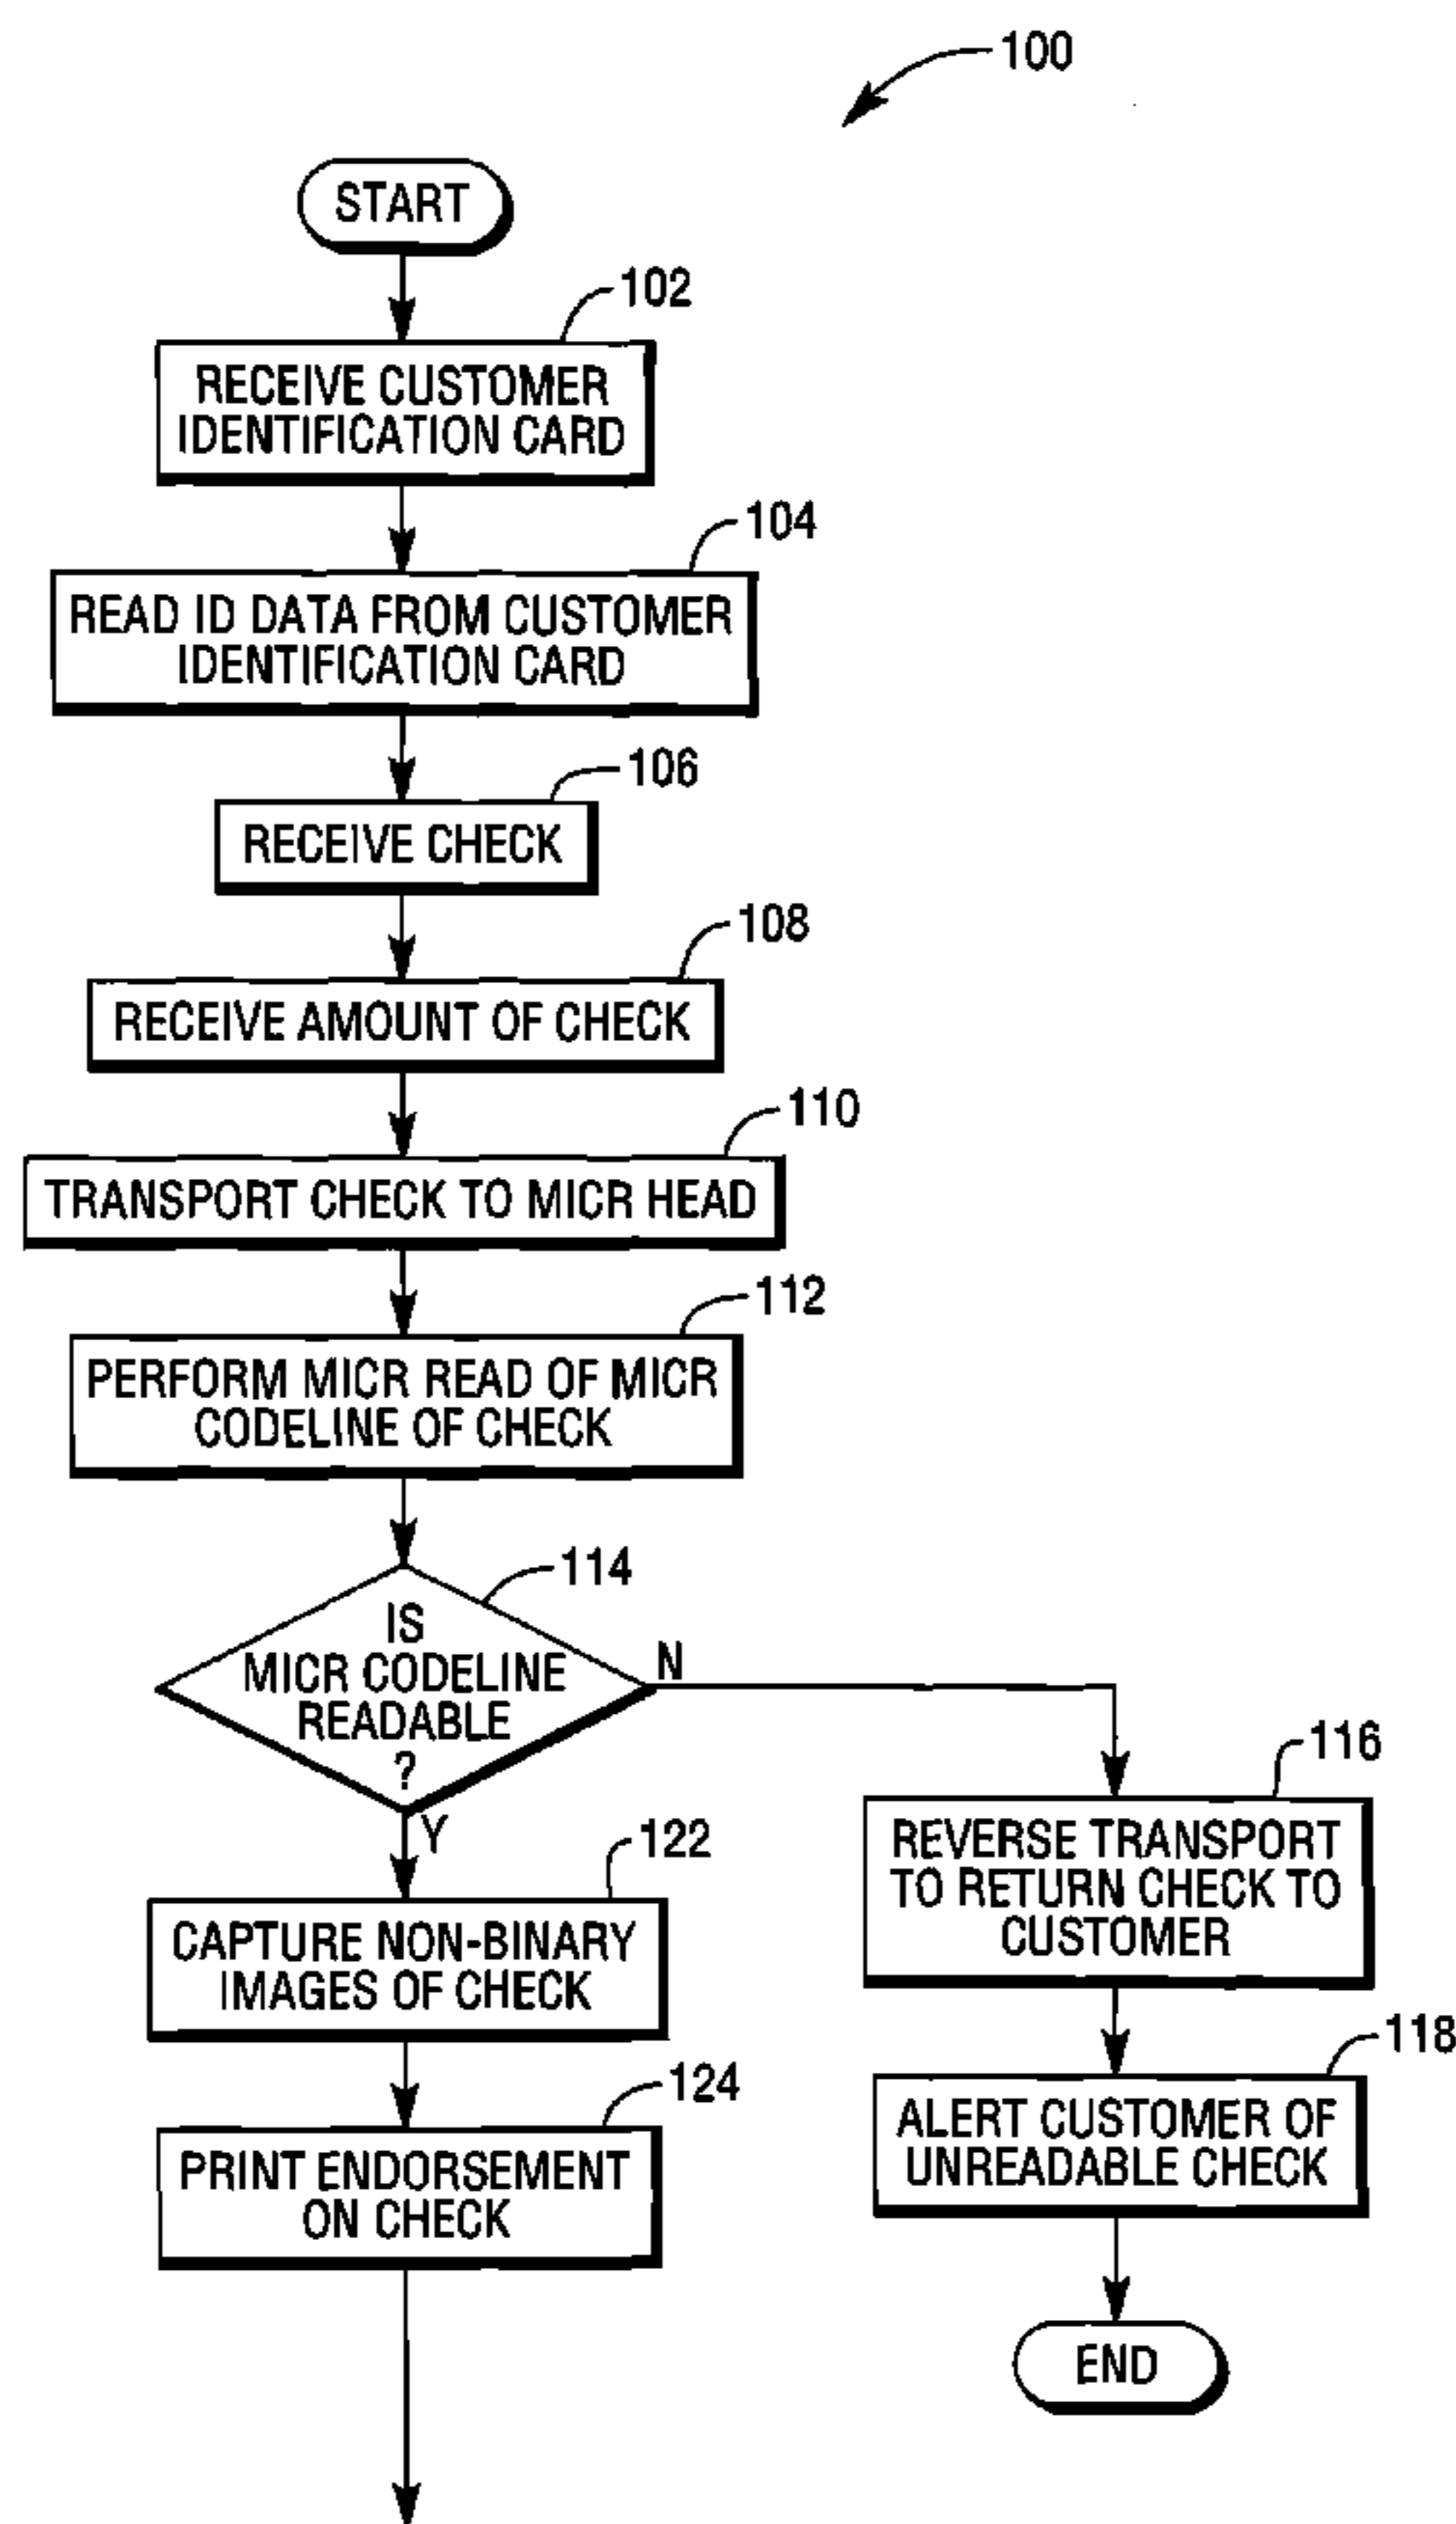 100
START
102
RECEIVE CUSTOMER
IDENTIFICATION CARD
104
READ ID DATA FROM CUSTOMER
IDENTIFICATION CARD
106
RECEIVE CHECK
108
RECEIVE AMOUNT OF CHECK
110
TRANSPORT CHECK TO MICR HEAD
112
PERFORM MICR READ OF MICR
CODELINE OF CHECK
114
IS
MICR CODELINE
READABLE
?
N
Y
116
REVERSE TRANSPORT
TO RETURN CHECK TO
CUSTOMER
122
CAPTURE NON-BINARY
IMAGES OF CHECK
118
ALERT CUSTOMER OF
UNREADABLE CHECK
124
PRINT ENDORSEMENT
ON CHECK
END